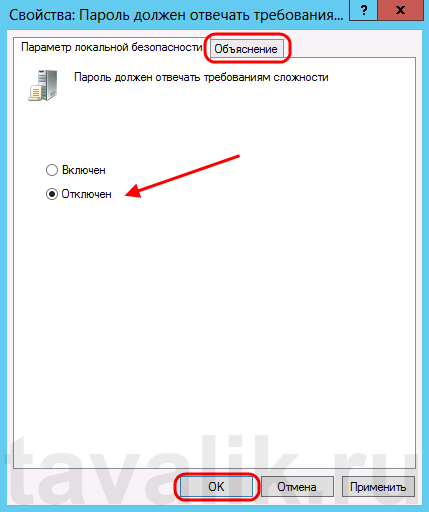 Свойства: Пароль должен отвечать требования...
? x
Параметр локальной безопасности
Объяснение
Пароль должен отвечать требованиям сложности
Включен
Отключен
tavalik.ru
OK
Отмена
Применить